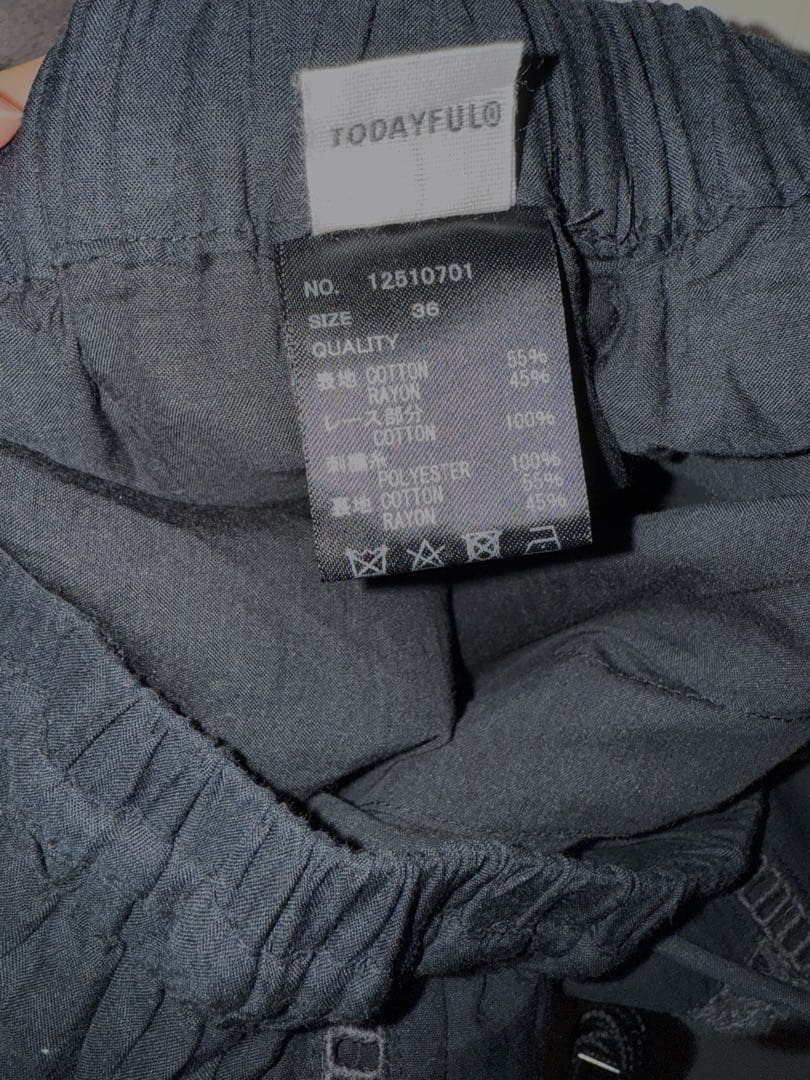 TODAYFUL®
NO. 12510701
SIZE 36
QUALITY
表地 COTTON 55%
RAYON 45%
レース部分
COTTON 100%
刺繍糸
POLYESTER 100%
裏地 COTTON 55%
RAYON 45%